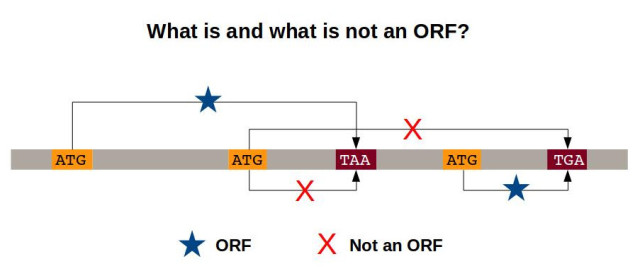 What is and what is not an ORF?
X
ATG ATG TAA ATG TGA
X
ORF X Not an ORF